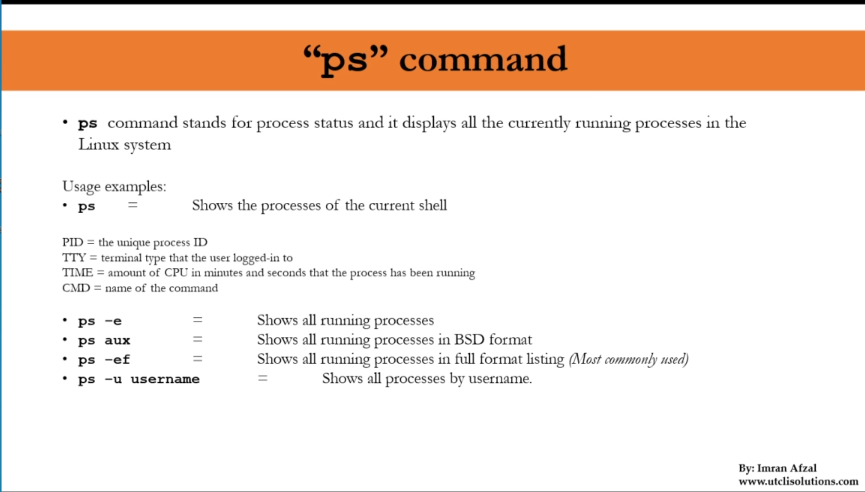 “ps” command
• ps command stands for process status and it displays all the currently running processes in the
Linux system
Usage examples:
• ps = Shows the processes of the current shell
PID = the unique process ID
TTY = terminal type that the user logged-in to
TIME = amount of CPU in minutes and seconds that the process has been running
CMD = name of the command
• ps –e = Shows all running processes
• ps aux = Shows all running processes in BSD format
• ps –ef = Shows all running processes in full format listing (Most commonly used)
• ps –u username = Shows all processes by username.
By: Imran Afzal
www.utclisolutions.com